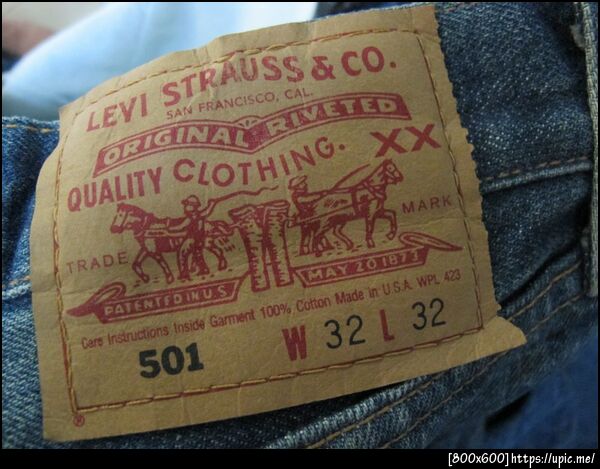 LEVI STRAUSS & CO.
SAN FRANCISCO, CAL.
ORIGINAL RIVETED
QUALITY CLOTHING. XX
TRADE MARK
PATENTED IN U.S. MAY 20 1873
Care Instructions Inside Garment 100% Cotton Made in U.S.A. WPL 423
501 W 32 L 32
®
[800x600]https://upic.me/